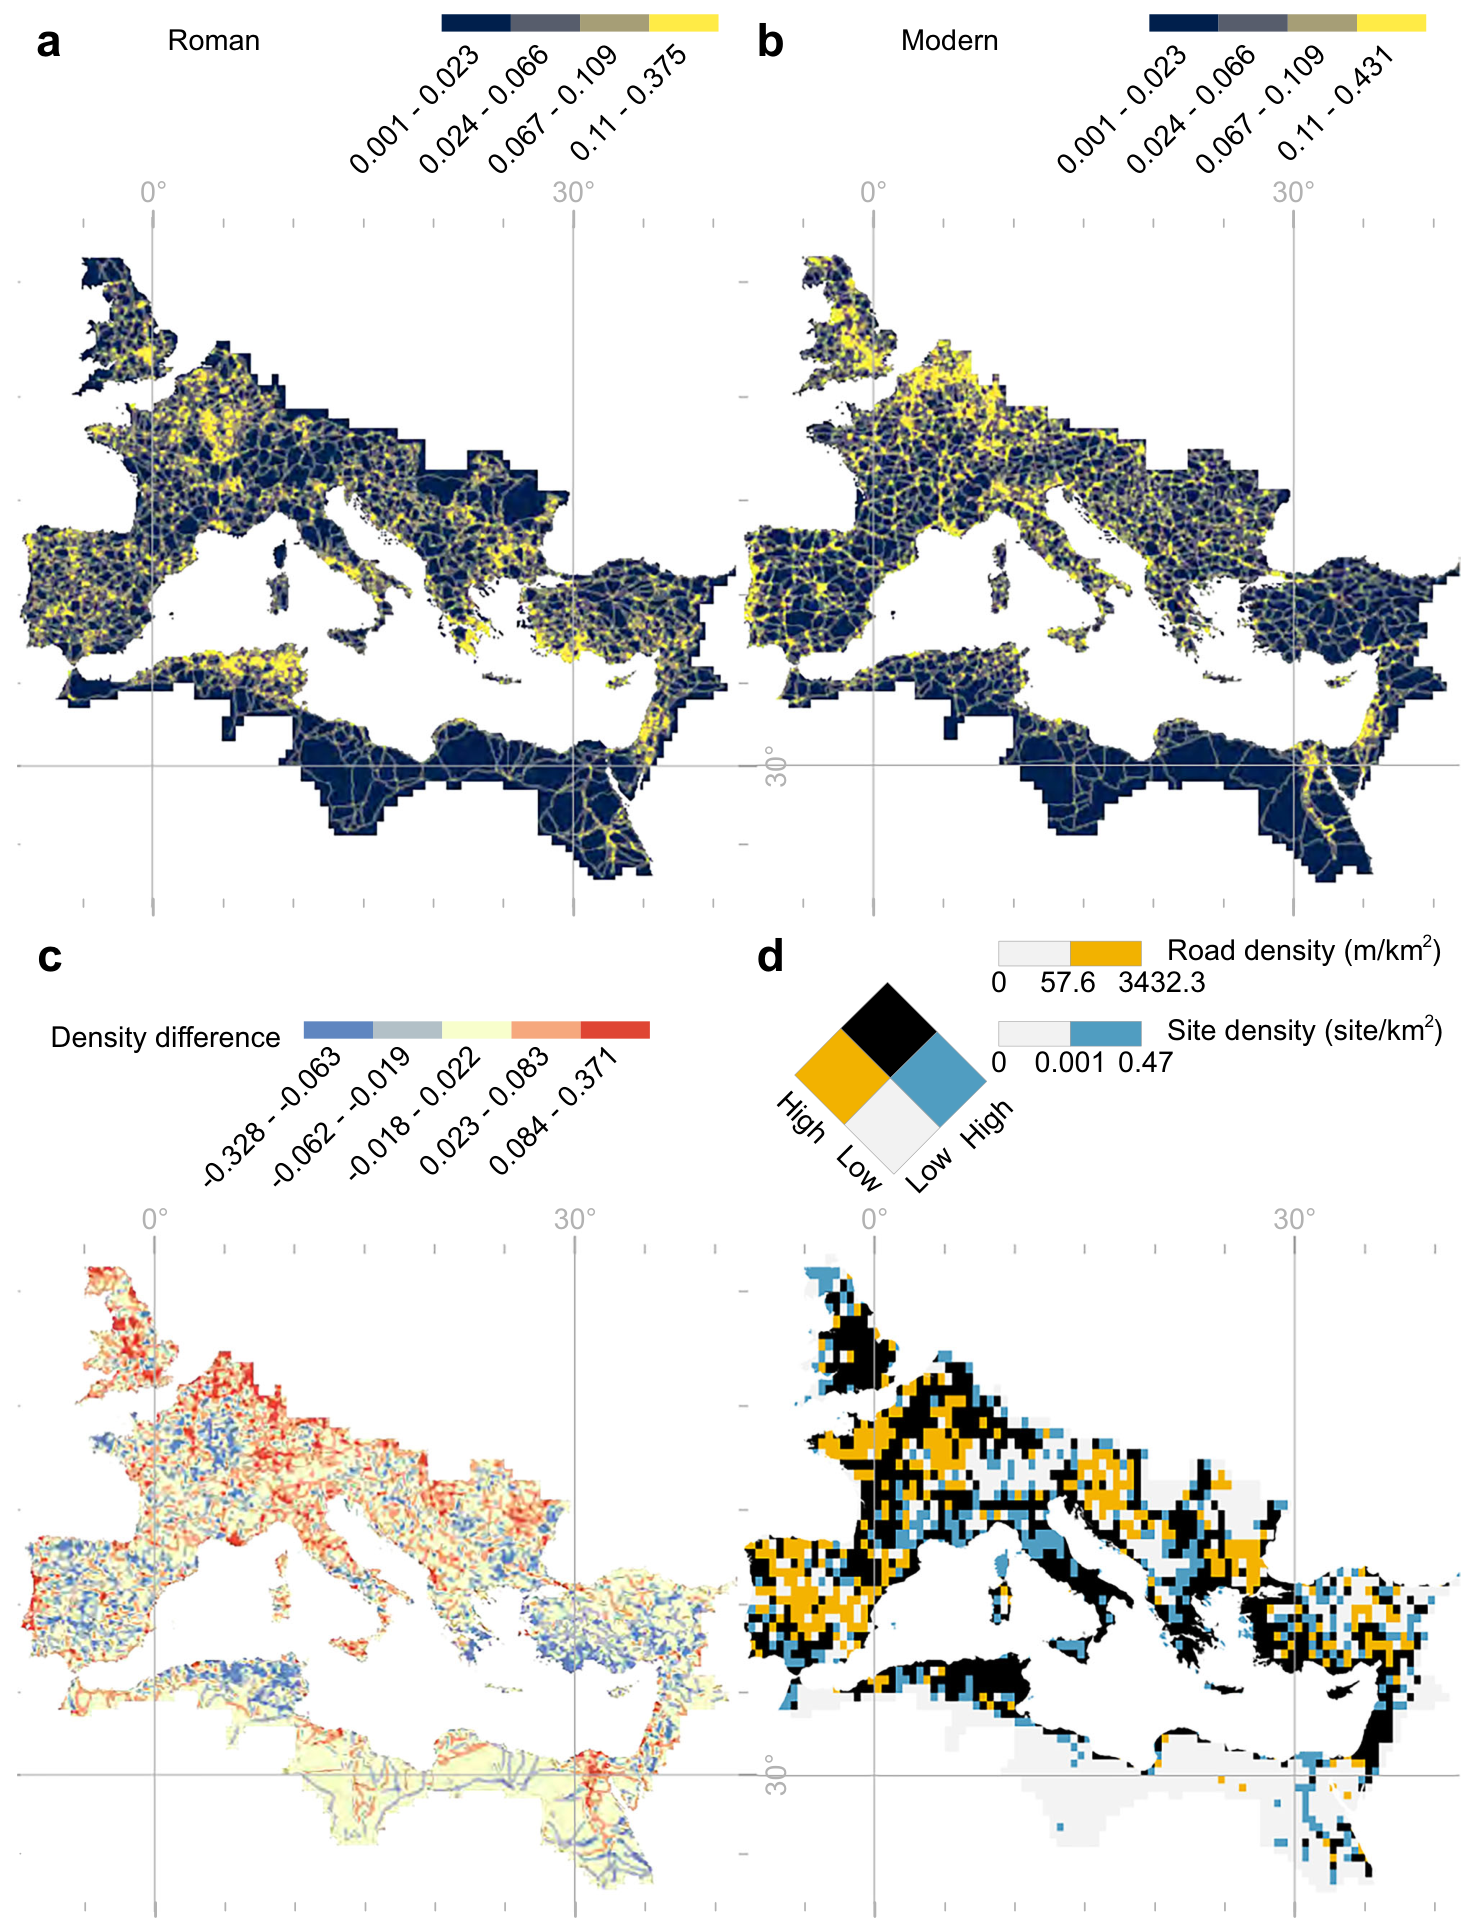 a
Roman
0.001 - 0.023
0.024 - 0.066
0.067 - 0.109
0.11 - 0.375
0°
30°
b
Modern
0.001 - 0.023
0.024 - 0.066
0.067 - 0.109
0.11 - 0.431
0°
30°
30°
c
Density difference
-0.328 - -0.063
-0.062 - -0.019
-0.018 - 0.022
0.023 - 0.083
0.084 - 0.371
0°
30°
d
Road density (m/km²)
0 57.6 3432.3
Site density (site/km²)
0 0.001 0.47
High
Low
Low
High
0°
30°
30°